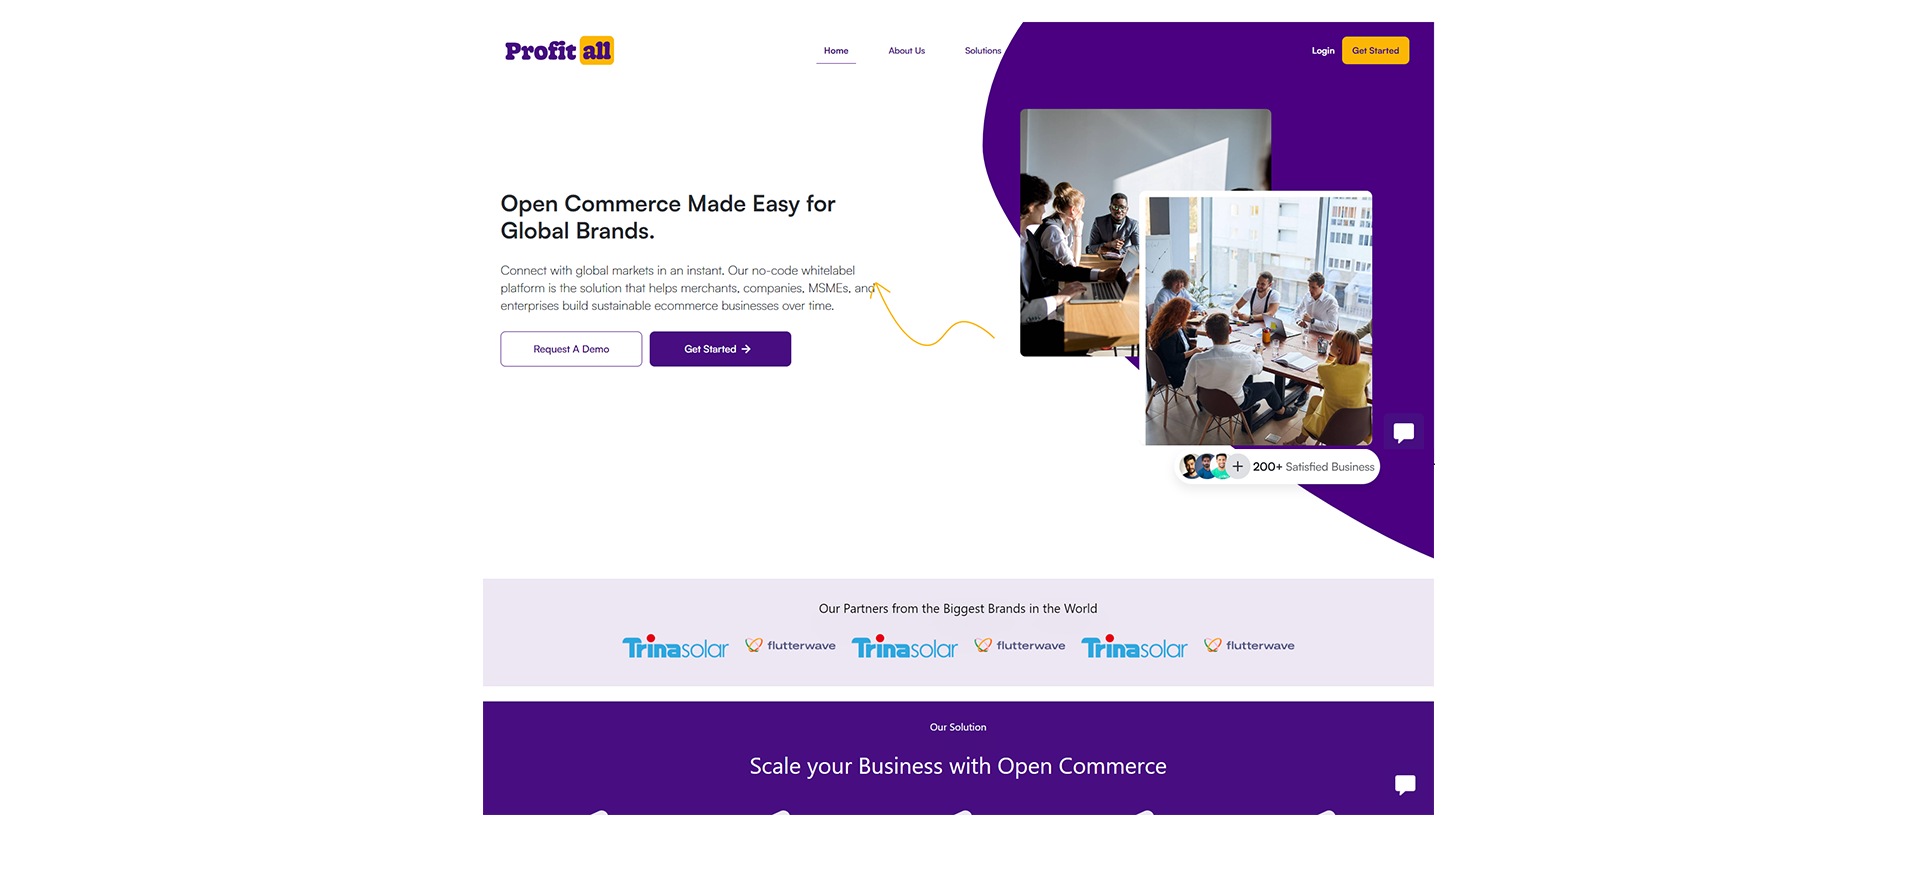 Profit all
Home
About Us
Solutions
Login
Get Started
Open Commerce Made Easy for
Global Brands.
Connect with global markets in an instant. Our no-code whitelabel
platform is the solution that helps merchants, companies, MSMEs, and
enterprises build sustainable ecommerce businesses over time.
Request A Demo
Get Started
200+ Satisfied Business
Our Partners from the Biggest Brands in the World
Trinasolar
flutterwave
Trinasolar
flutterwave
Trinasolar
flutterwave
Our Solution
Scale your Business with Open Commerce